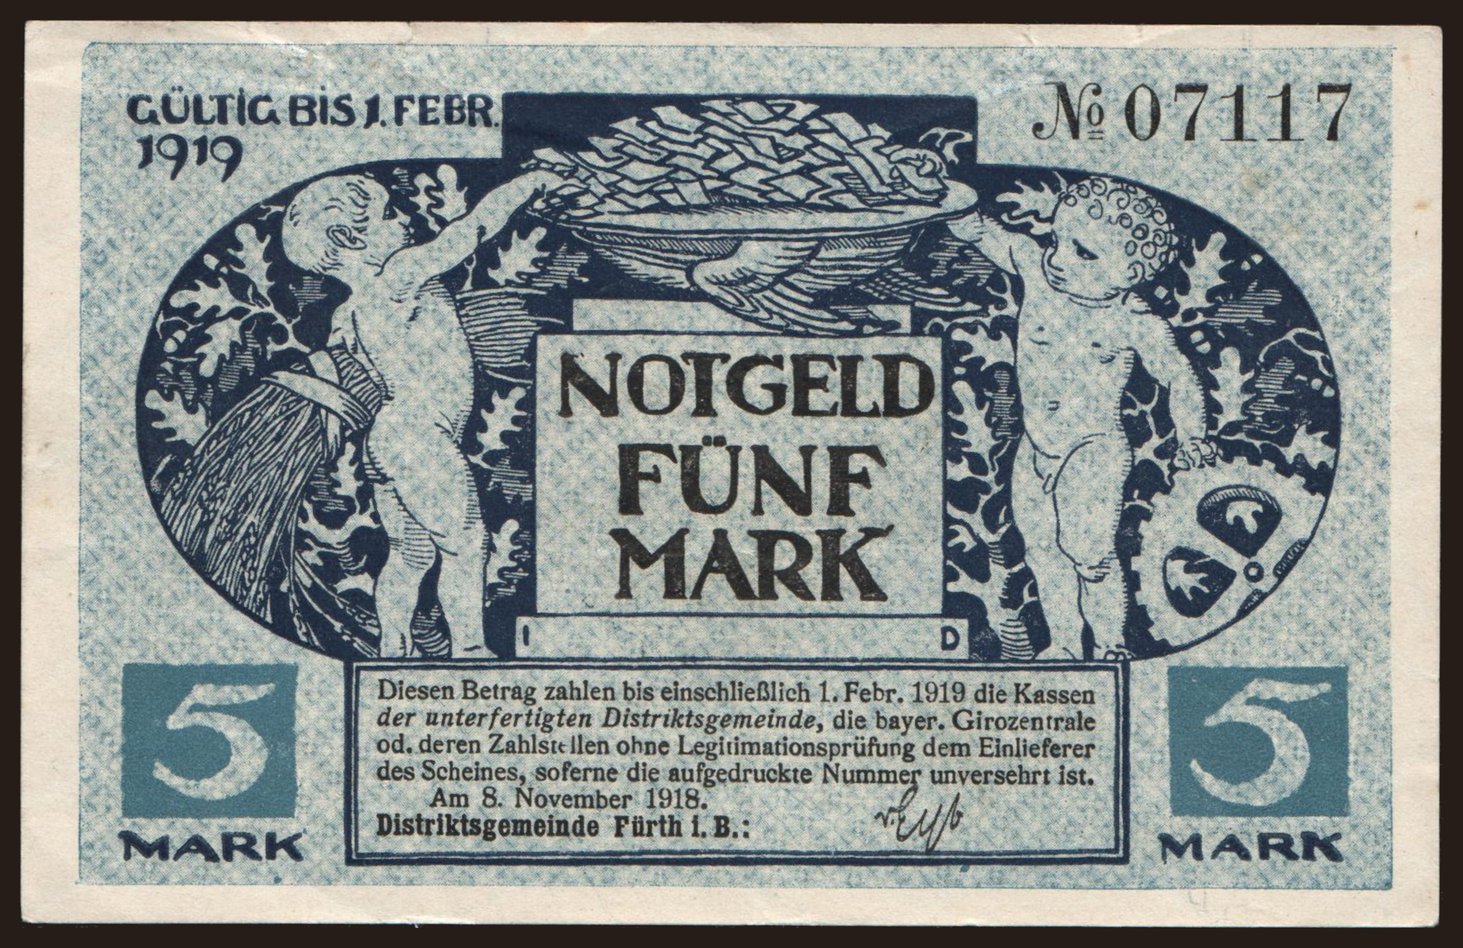 GÜLTIG BIS 1. FEBR.
1919
№ 07117
NOTGELD
FÜNF
MARK
I D
5
MARK
Diesen Betrag zahlen bis einschließlich 1. Febr. 1919 die Kassen
der unterfertigten Distriktsgemeinde, die bayer. Girozentrale
od. deren Zahlstellen ohne Legitimationsprüfung dem Einlieferer
des Scheines, soferne die aufgedruckte Nummer unversehrt ist.
Am 8. November 1918.
Distriktsgemeinde Fürth i. B.:
5
MARK